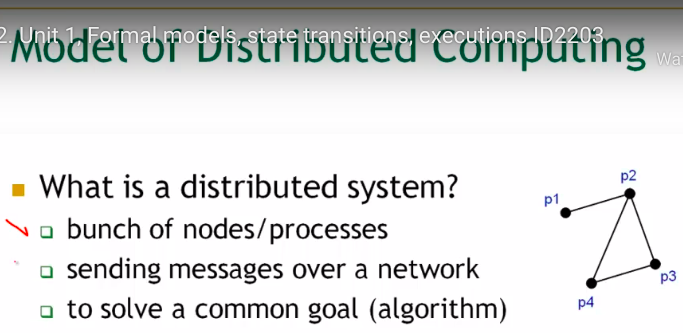 2. Unit 1, Formal models, state transitions, executions ID2203
Model of Distributed Computing
Wat
What is a distributed system?
bunch of nodes/processes
sending messages over a network
to solve a common goal (algorithm)
p1
p2
p3
p4